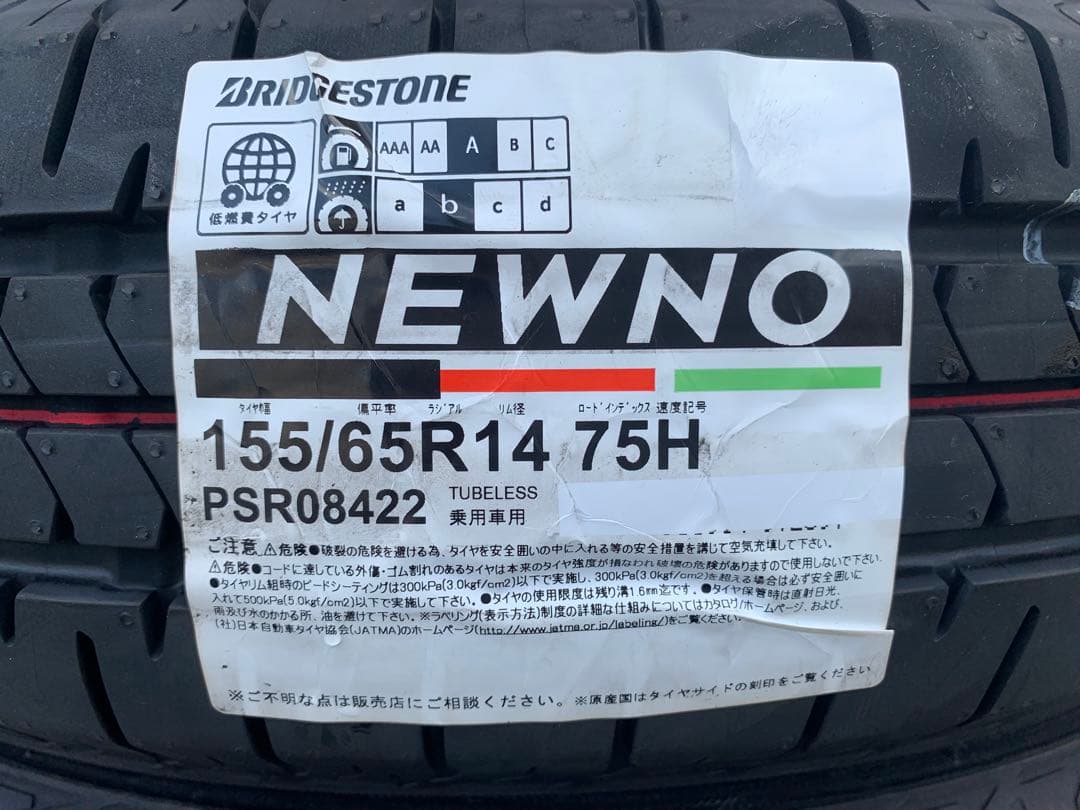 BRIDGESTONE
AAA AA A B C
a b c d
低燃費タイヤ
NEWNO
タイヤ幅 偏平率 ラジアル リム径 ロードインデックス 速度記号
155/65R14 75H
PSR08422 TUBELESS
乗用車用
ご注意 ⚠危険●破裂の危険を避ける為、タイヤを安全囲いの中に入れる等の安全措置を講じて空気充填して下さい。
⚠危険●コードに達している外傷・ゴム割れのあるタイヤは本来のタイヤ強度が損なわれ破壊の危険がありますので使用しないで下さい。
●タイヤリム組時のビードシーティングは300kPa(3.0kgf/cm2)以下で実施し、300kPa(3.0kgf/cm2)を超える場合は必ず安全囲いに
入れて500kPa(5.0kgf/cm2)以下で実施して下さい。●タイヤの使用限度は残り溝1.6mm迄です。●タイヤ保管時は直射日光、
雨及び水のかかる所、油を避けて下さい。※ラベリング(表示方法)制度の詳細な仕組みについてはカタログ/ホームページ、および、
(社)日本自動車タイヤ協会(JATMA)のホームページ(http://www.jatma.or.jp/labeling/)をご覧ください。
※ご不明な点は販売店にご相談ください。※原産国はタイヤサイドの刻印をご覧ください